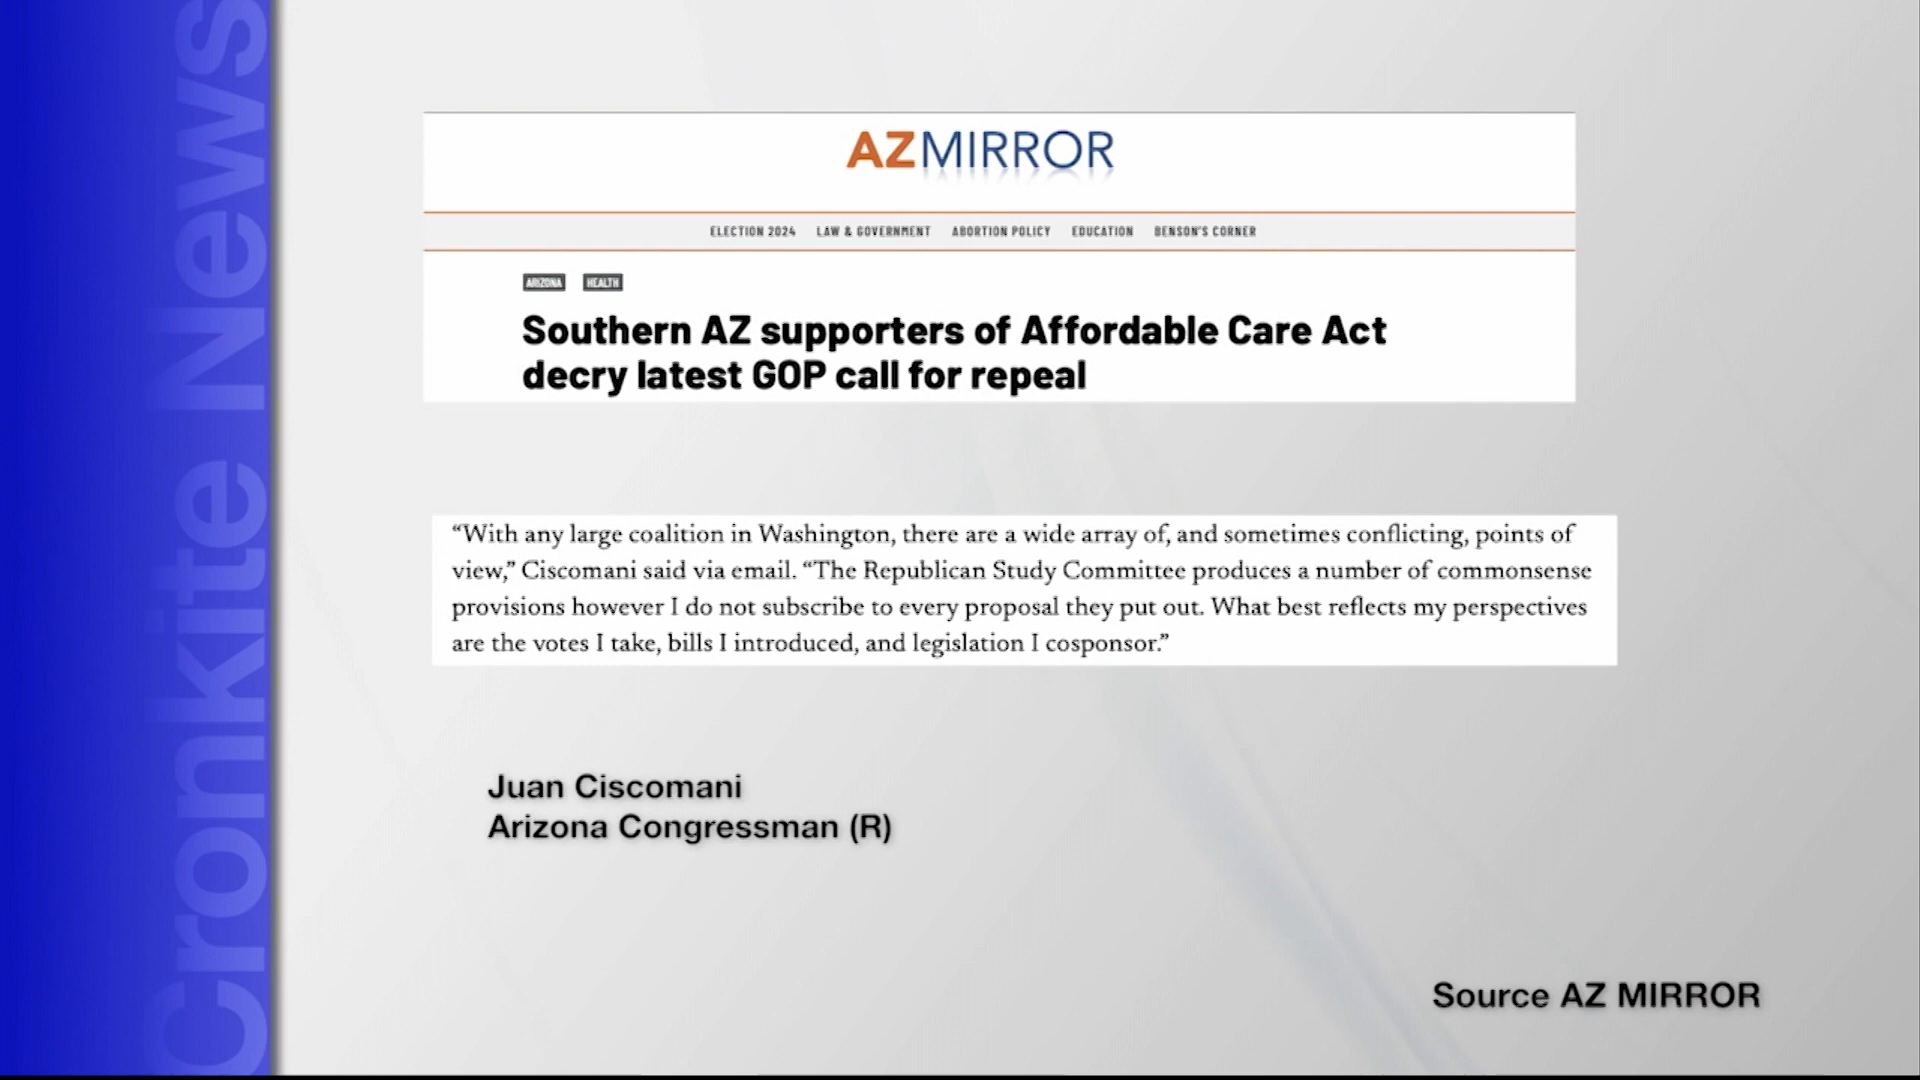 Cronkite News
AZMIRROR
ELECTION 2024 LAW & GOVERNMENT ABORTION POLICY EDUCATION BENSON'S CORNER
ARIZONA HEALTH
Southern AZ supporters of Affordable Care Act
decry latest GOP call for repeal
“With any large coalition in Washington, there are a wide array of, and sometimes conflicting, points of
view,” Ciscomani said via email. “The Republican Study Committee produces a number of commonsense
provisions however I do not subscribe to every proposal they put out. What best reflects my perspectives
are the votes I take, bills I introduced, and legislation I cosponsor.”
Juan Ciscomani
Arizona Congressman (R)
Source AZ MIRROR